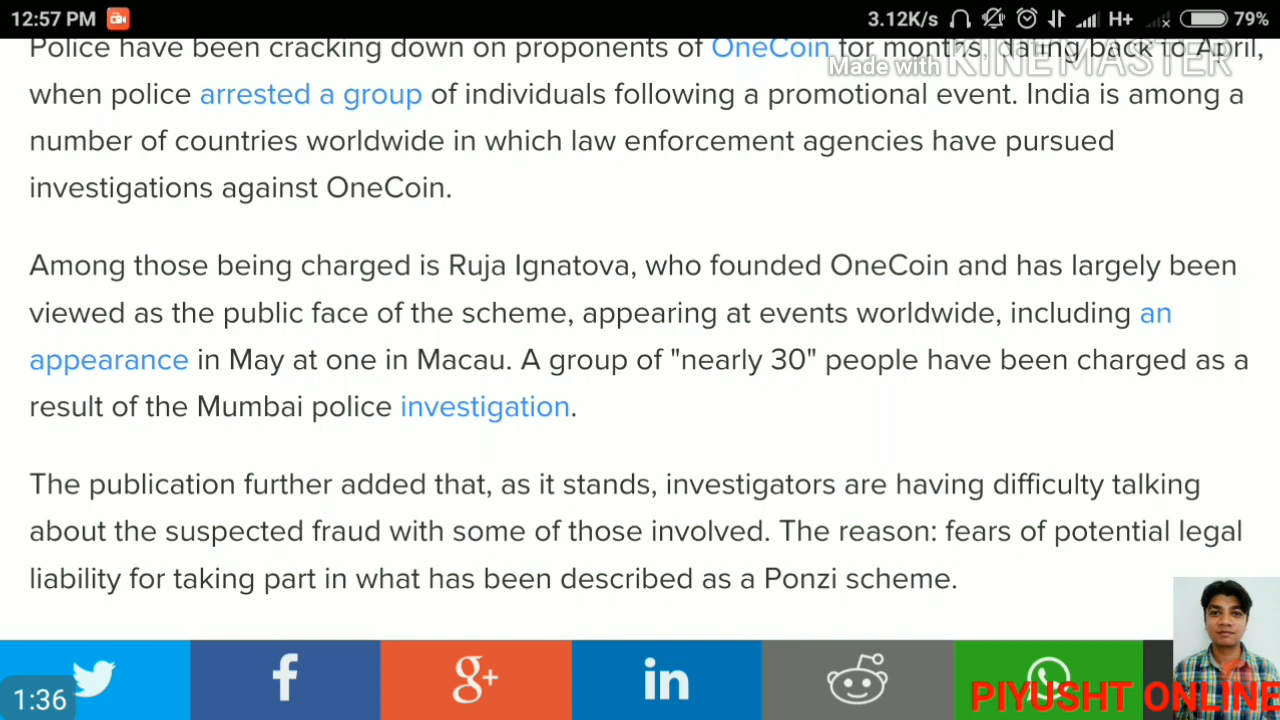 12:57 PM 3.12K/s H+ 79%
Police have been cracking down on proponents of OneCoin for months, dating back to April,
Made with KINEMASTER
when police arrested a group of individuals following a promotional event. India is among a
number of countries worldwide in which law enforcement agencies have pursued
investigations against OneCoin.
Among those being charged is Ruja Ignatova, who founded OneCoin and has largely been
viewed as the public face of the scheme, appearing at events worldwide, including an
appearance in May at one in Macau. A group of "nearly 30" people have been charged as a
result of the Mumbai police investigation.
The publication further added that, as it stands, investigators are having difficulty talking
about the suspected fraud with some of those involved. The reason: fears of potential legal
liability for taking part in what has been described as a Ponzi scheme.
f g+ in
1:36
PIYUSHT ONLINE